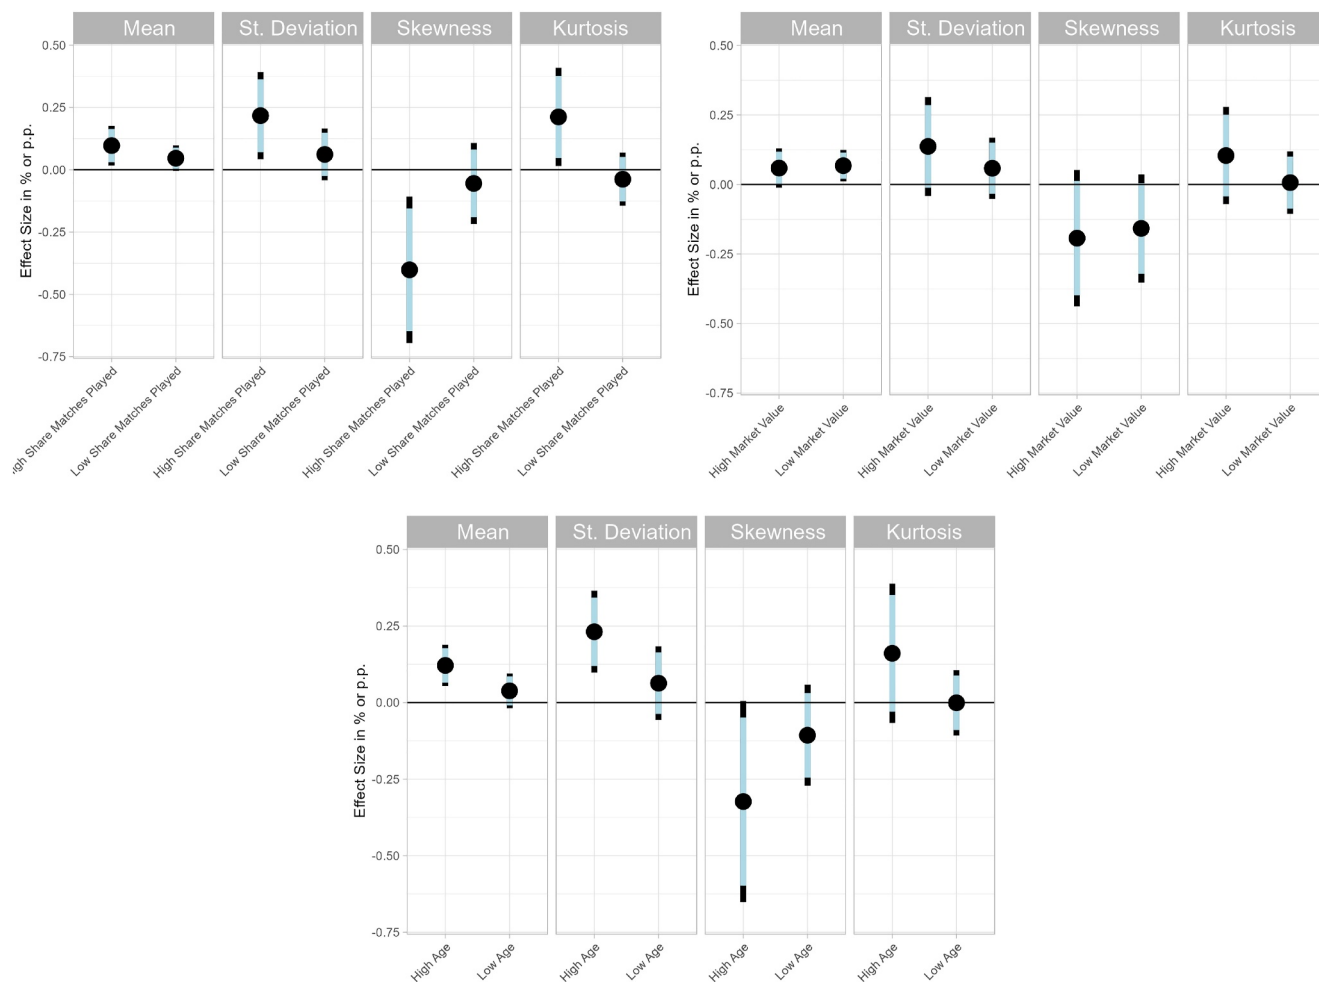 Mean St. Deviation Skewness Kurtosis
0.50
0.25
0.00
-0.25
-0.50
-0.75
Effect Size in % or p.p.
igh Share Matches Played
Low Share Matches Played
High Share Matches Played
Low Share Matches Played
High Share Matches Played
Low Share Matches Played
High Share Matches Played
Low Share Matches Played
Mean St. Deviation Skewness Kurtosis
0.50
0.25
0.00
-0.25
-0.50
-0.75
Effect Size in % or p.p.
High Market Value
Low Market Value
High Market Value
Low Market Value
High Market Value
Low Market Value
High Market Value
Low Market Value
Mean St. Deviation Skewness Kurtosis
0.50
0.25
0.00
-0.25
-0.50
-0.75
Effect Size in % or p.p.
High Age
Low Age
High Age
Low Age
High Age
Low Age
High Age
Low Age